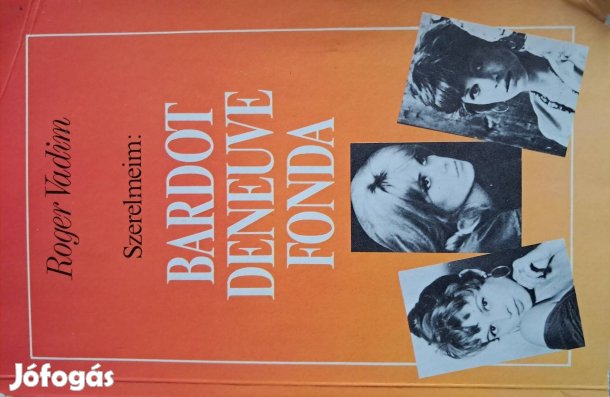 Roger Vadim
Szerelmeim:
BARDOT
DENEUVE
FONDA
Jófogás